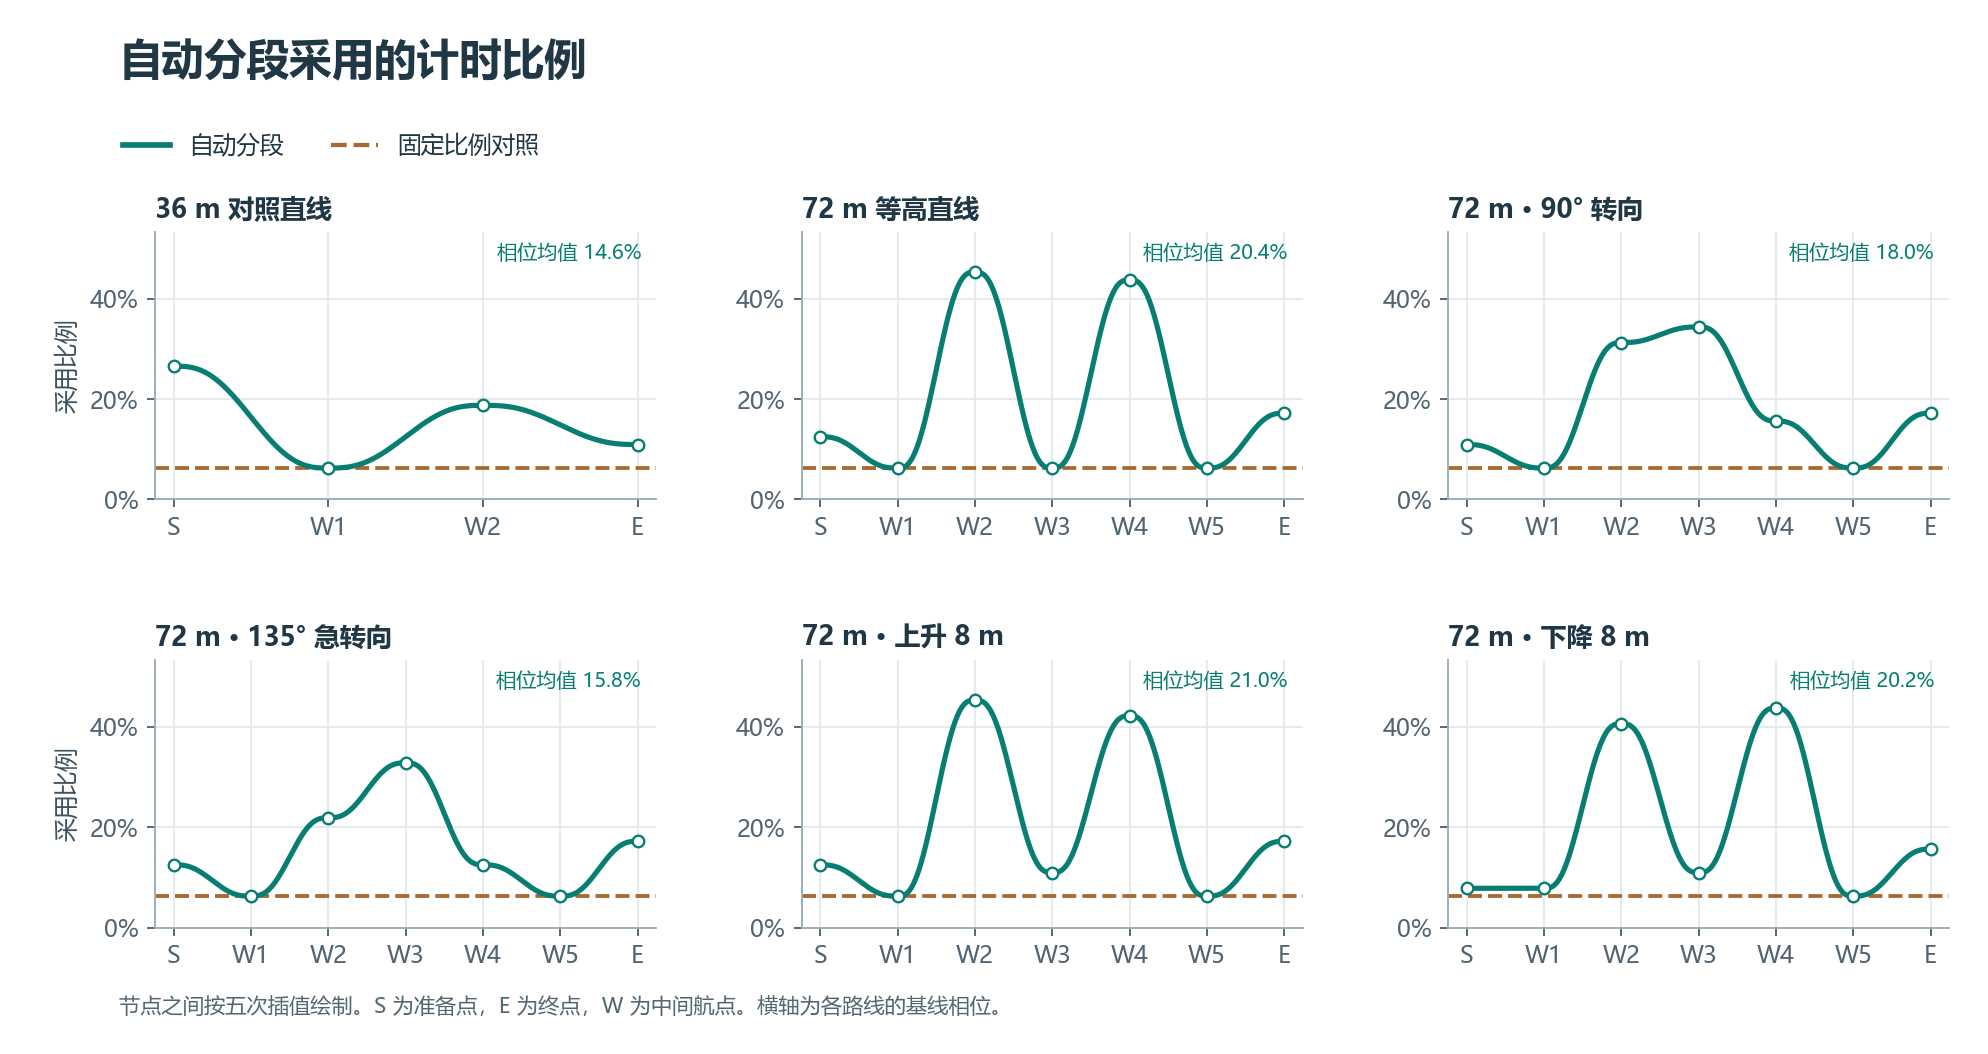 自动分段采用的计时比例
自动分段
固定比例对照
36 m 对照直线
相位均值 14.6%
采用比例
40%
20%
0%
S W1 W2 E
72 m 等高直线
相位均值 20.4%
40%
20%
0%
S W1 W2 W3 W4 W5 E
72 m • 90° 转向
相位均值 18.0%
40%
20%
0%
S W1 W2 W3 W4 W5 E
72 m • 135° 急转向
相位均值 15.8%
采用比例
40%
20%
0%
S W1 W2 W3 W4 W5 E
72 m • 上升 8 m
相位均值 21.0%
40%
20%
0%
S W1 W2 W3 W4 W5 E
72 m • 下降 8 m
相位均值 20.2%
40%
20%
0%
S W1 W2 W3 W4 W5 E
节点之间按五次插值绘制。S 为准备点，E 为终点，W 为中间航点。横轴为各路线的基线相位。